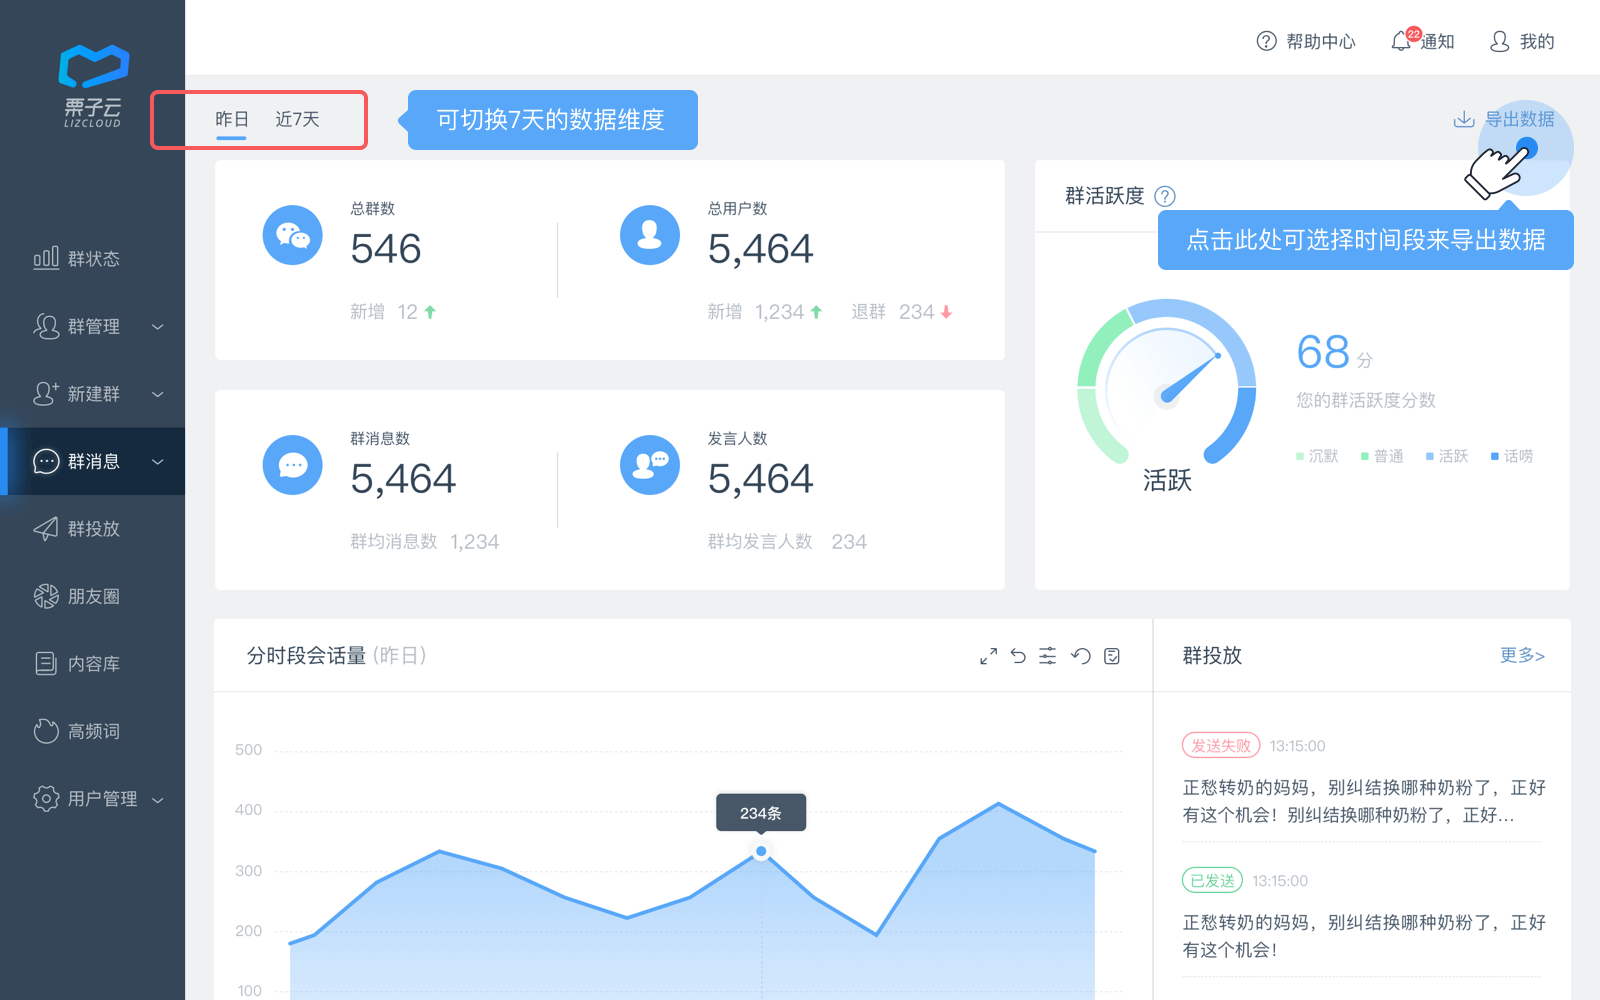 栗子云
LIZCLOUD
帮助中心
22
通知
我的
昨日
近7天
可切换7天的数据维度
导出数据
点击此处可选择时间段来导出数据
群状态
群管理
新建群
群消息
群投放
朋友圈
内容库
高频词
用户管理
总群数
546
新增 12
总用户数
5,464
新增 1,234 退群 234
群消息数
5,464
群均消息数 1,234
发言人数
5,464
群均发言人数 234
群活跃度
?
68 分
您的群活跃度分数
沉默 普通 活跃 话唠
活跃
分时段会话量 (昨日)
500
400
300
200
100
234条
群投放
更多>
发送失败 13:15:00
正愁转奶的妈妈，别纠结换哪种奶粉了，正好
有这个机会！别纠结换哪种奶粉了，正好...
已发送 13:15:00
正愁转奶的妈妈，别纠结换哪种奶粉了，正好
有这个机会！